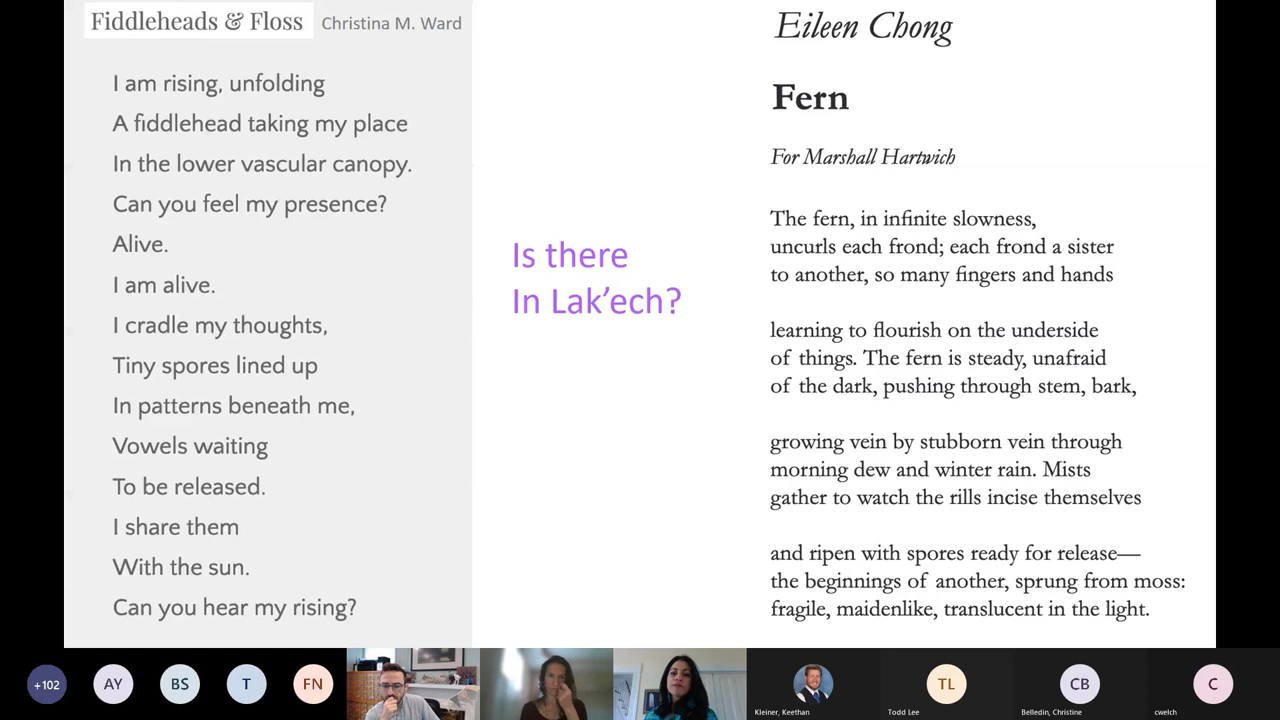 Fiddleheads & Floss Christina M. Ward
I am rising, unfolding
A fiddlehead taking my place
In the lower vascular canopy.
Can you feel my presence?
Alive.
I am alive.
I cradle my thoughts,
Tiny spores lined up
In patterns beneath me,
Vowels waiting
To be released.
I share them
With the sun.
Can you hear my rising?
Is there
In Lak’ech?
Eileen Chong
Fern
For Marshall Hartwich
The fern, in infinite slowness,
uncurls each frond; each frond a sister
to another, so many fingers and hands
learning to flourish on the underside
of things. The fern is steady, unafraid
of the dark, pushing through stem, bark,
growing vein by stubborn vein through
morning dew and winter rain. Mists
gather to watch the rills incise themselves
and ripen with spores ready for release—
the beginnings of another, sprung from moss:
fragile, maidenlike, translucent in the light.
+102 AY BS T FN TL CB C
Kleiner, Keethan Todd Lee Belledin, Christine cwelch